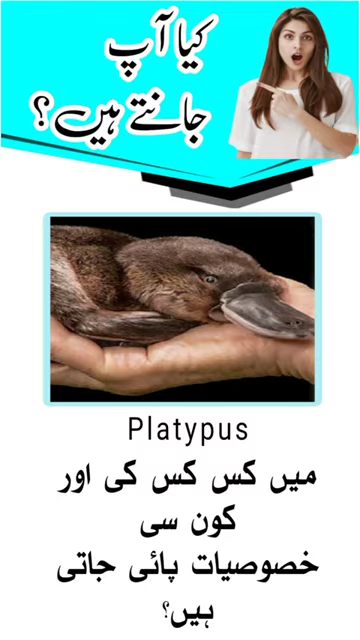 کیا آپ
جانتے ہیں؟
Platypus
میں کس کس کی اور
کون سی
خصوصیات پائی جاتی
ہیں؟